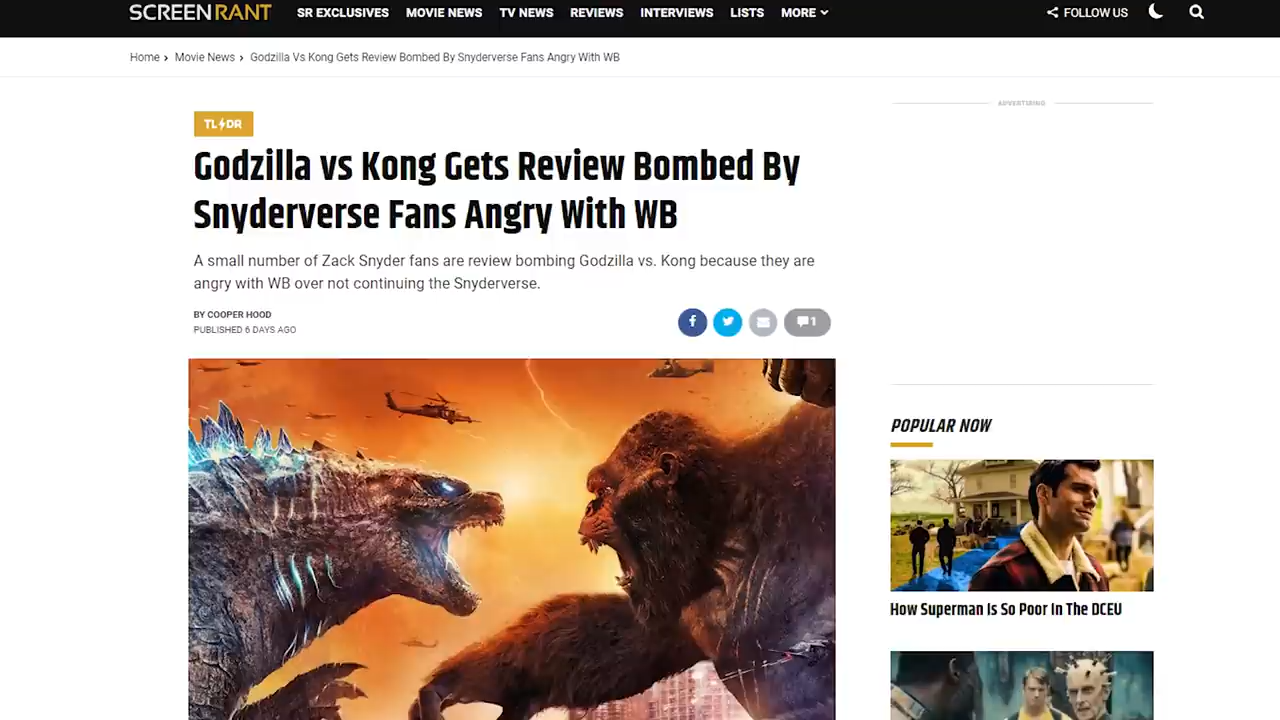 SCREENRANT SR EXCLUSIVES MOVIE NEWS TV NEWS REVIEWS INTERVIEWS LISTS MORE FOLLOW US
Home › Movie News › Godzilla Vs Kong Gets Review Bombed By Snyderverse Fans Angry With WB
ADVERTISING
TL DR
Godzilla vs Kong Gets Review Bombed By
Snyderverse Fans Angry With WB
A small number of Zack Snyder fans are review bombing Godzilla vs. Kong because they are
angry with WB over not continuing the Snyderverse.
BY COOPER HOOD
PUBLISHED 6 DAYS AGO
1
POPULAR NOW
How Superman Is So Poor In The DCEU